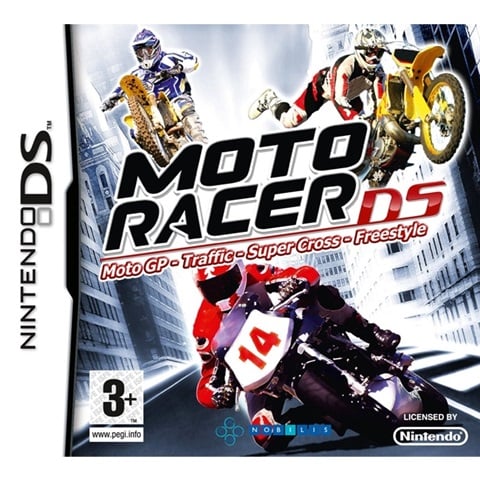 NINTENDO DS™
MOTO
RACER DS
Moto GP - Traffic - Super Cross - Freestyle
14
3+
www.pegi.info
NOBILIS
LICENSED BY
Nintendo